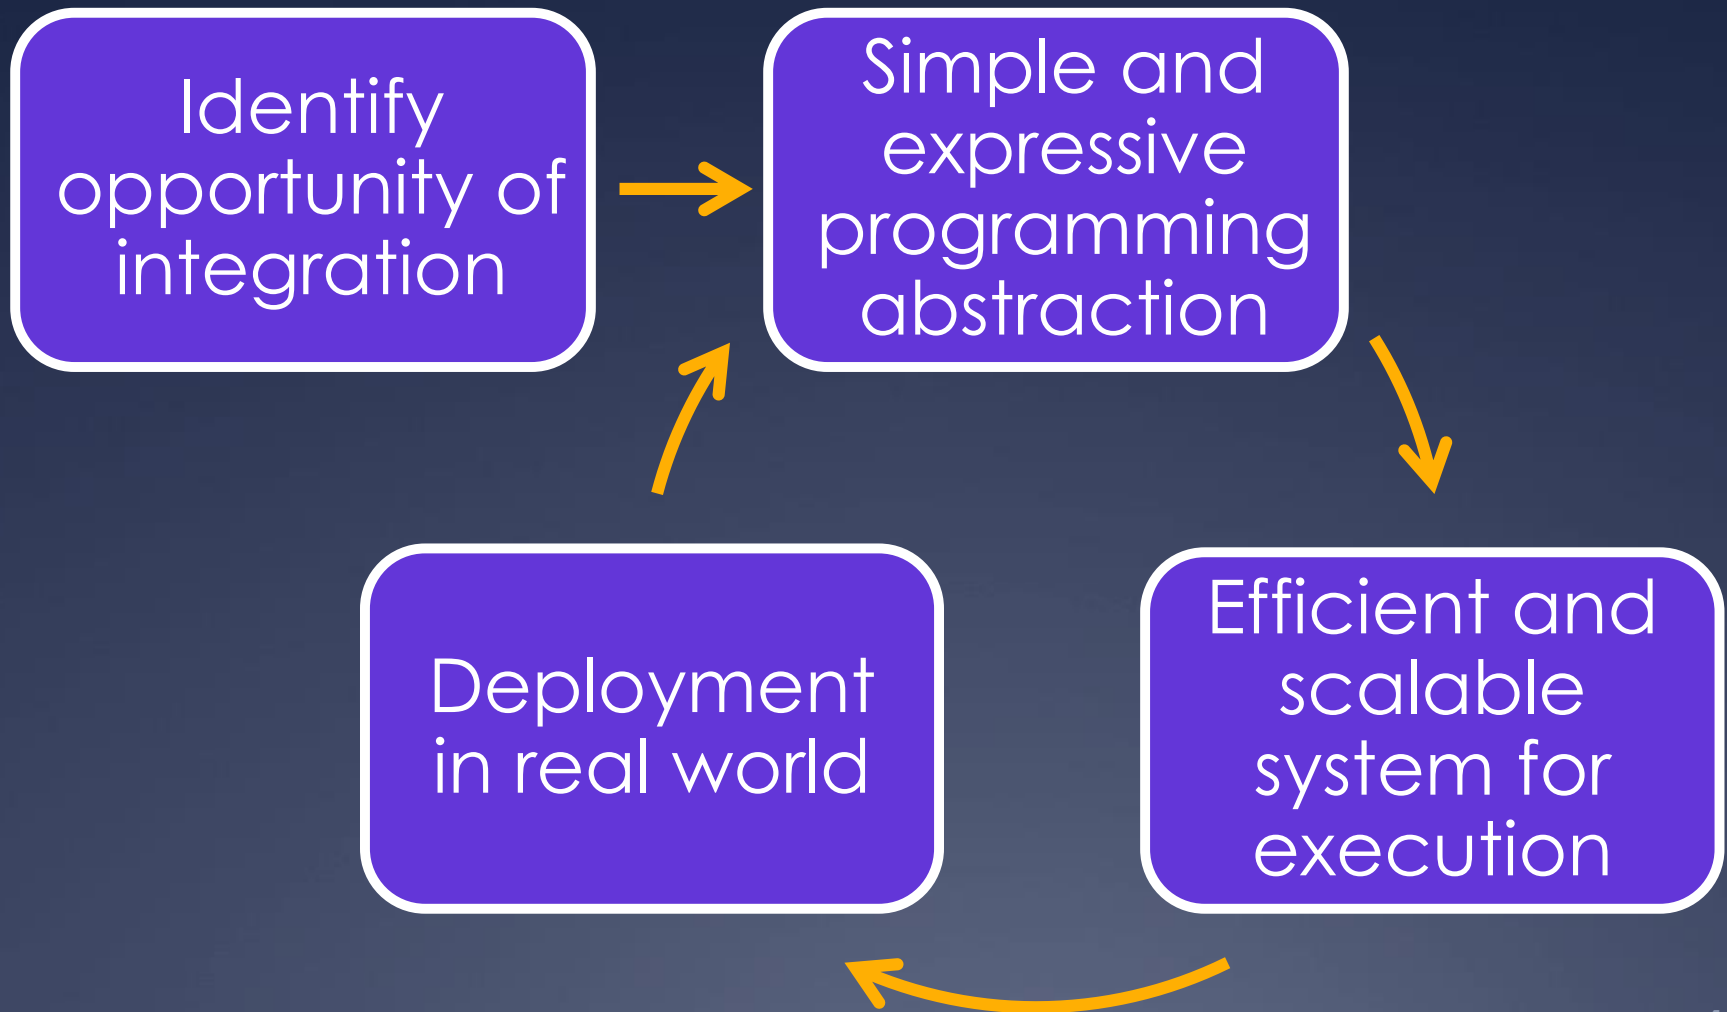 Identify
opportunity of
integration
Simple and
expressive
programming
abstraction
Deployment
in real world
Efficient and
scalable
system for
execution